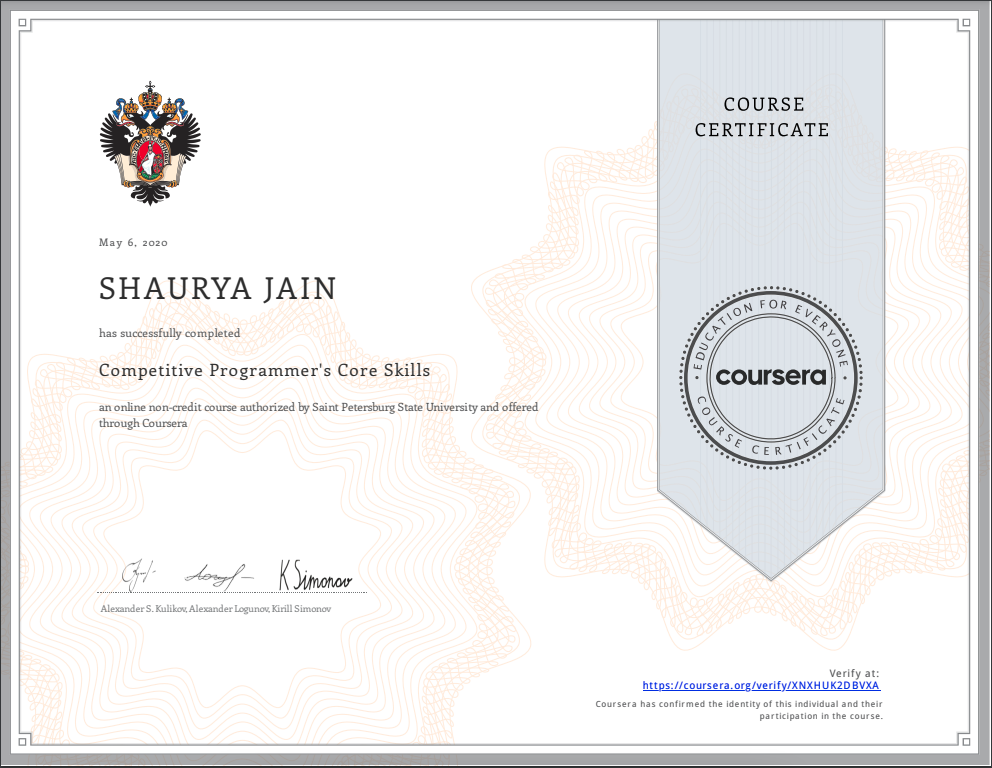 COURSE
CERTIFICATE
May 6, 2020
SHAURYA JAIN
has successfully completed
Competitive Programmer's Core Skills
an online non-credit course authorized by Saint Petersburg State University and offered
through Coursera
EDUCATION FOR EVERYONE
coursera
COURSE CERTIFICATE
K Simonov
Alexander S. Kulikov, Alexander Logunov, Kirill Simonov
Verify at:
https://coursera.org/verify/XNXHUK2DBVXA
Coursera has confirmed the identity of this individual and their
participation in the course.